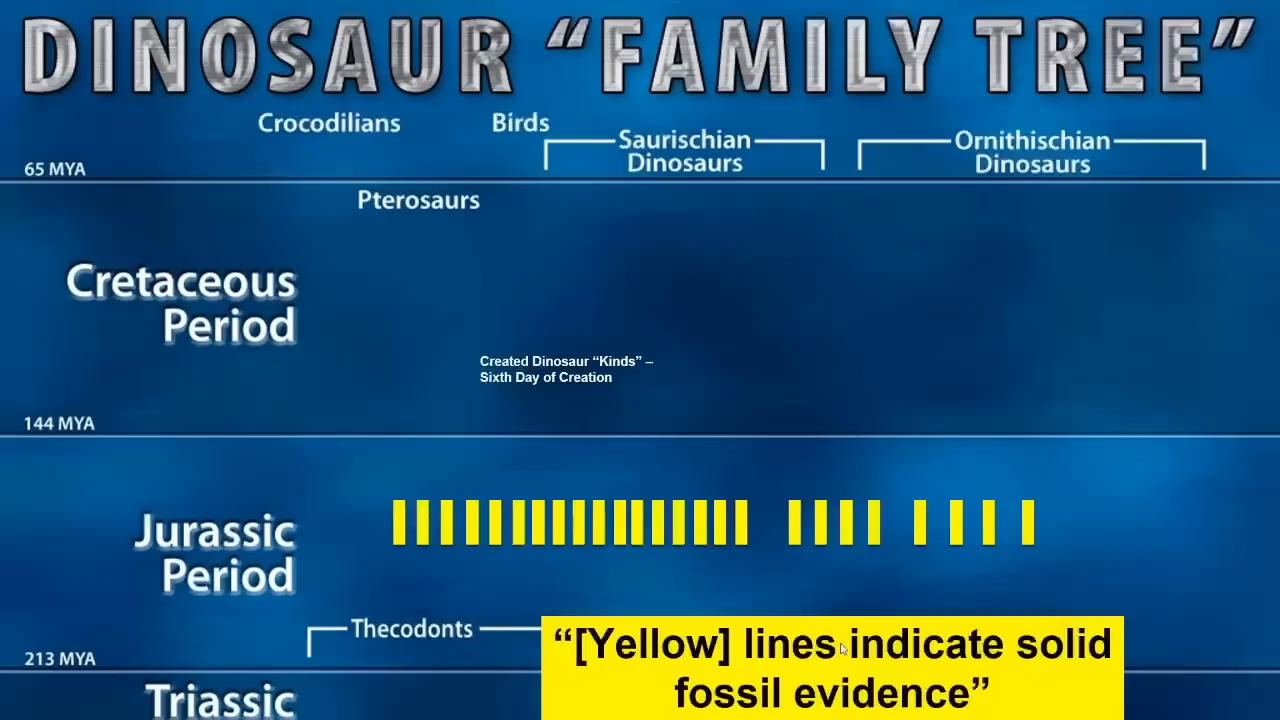 DINOSAUR “FAMILY TREE”
Crocodilians
Birds
Saurischian
Dinosaurs
Ornithischian
Dinosaurs
65 MYA
Pterosaurs
Cretaceous
Period
Created Dinosaur “Kinds” –
Sixth Day of Creation
144 MYA
Jurassic
Period
Thecodonts
213 MYA
“[Yellow] lines indicate solid
fossil evidence”
Triassic